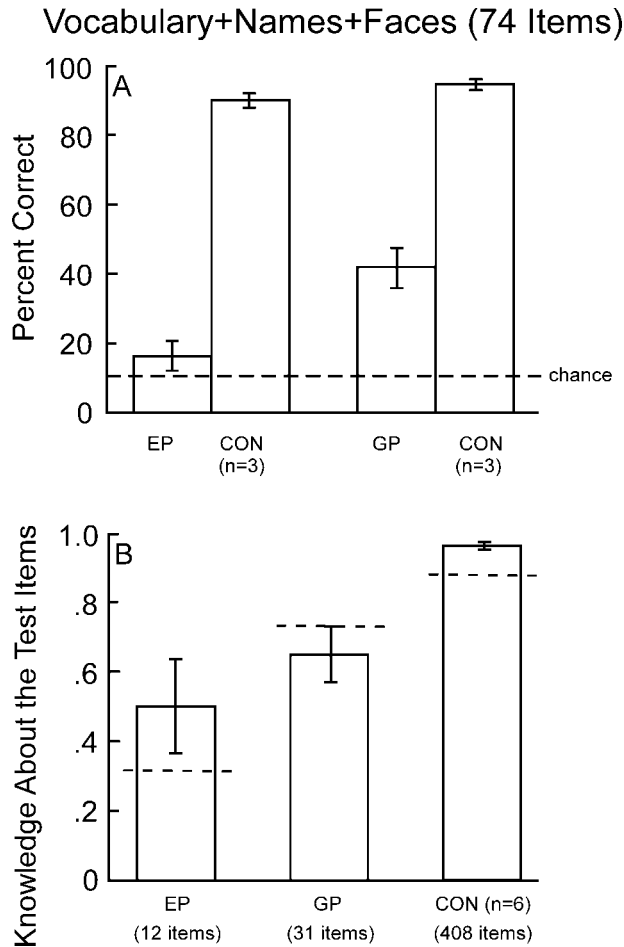 Vocabulary+Names+Faces (74 Items)
A
Percent Correct
100
80
60
40
20
0
chance
EP CON GP CON
(n=3) (n=3)
B
Knowledge About the Test Items
1.0
.8
.6
.4
.2
0
EP GP CON (n=6)
(12 items) (31 items) (408 items)